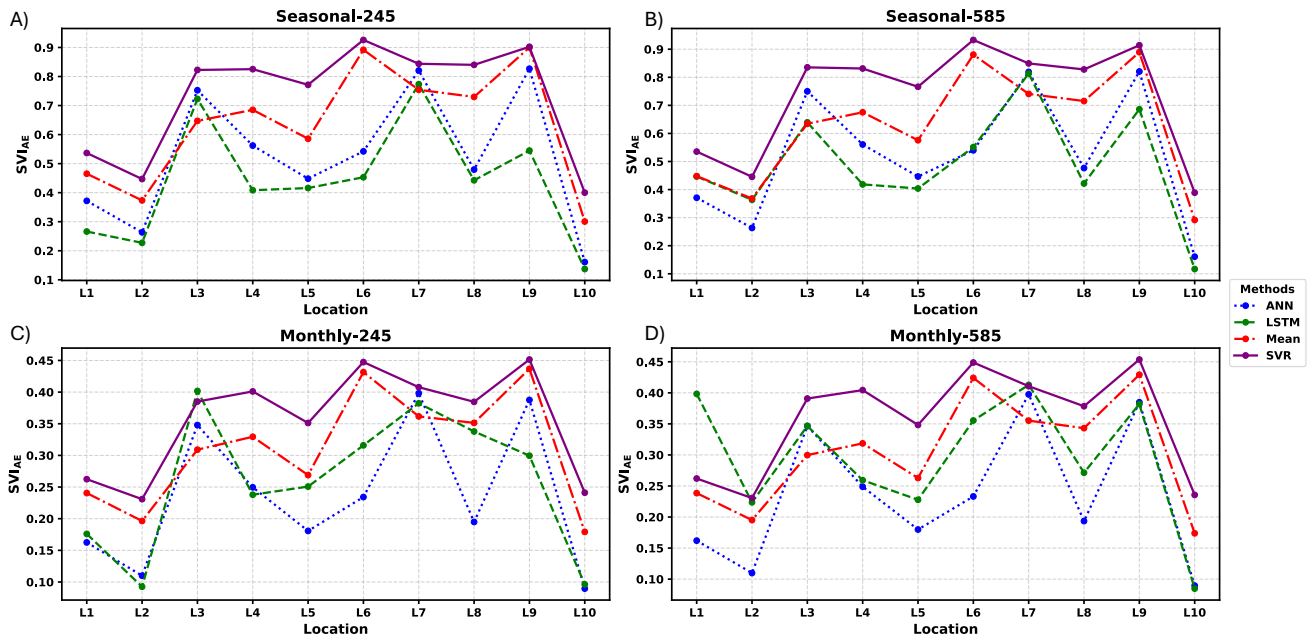 A)
Seasonal-245
SVI_AE
0.9
0.8
0.7
0.6
0.5
0.4
0.3
0.2
0.1
L1 L2 L3 L4 L5 L6 L7 L8 L9 L10
Location
B)
Seasonal-585
SVI_AE
0.9
0.8
0.7
0.6
0.5
0.4
0.3
0.2
0.1
L1 L2 L3 L4 L5 L6 L7 L8 L9 L10
Location
Methods
ANN
LSTM
Mean
SVR
C)
Monthly-245
SVI_AE
0.45
0.40
0.35
0.30
0.25
0.20
0.15
0.10
L1 L2 L3 L4 L5 L6 L7 L8 L9 L10
Location
D)
Monthly-585
SVI_AE
0.45
0.40
0.35
0.30
0.25
0.20
0.15
0.10
L1 L2 L3 L4 L5 L6 L7 L8 L9 L10
Location